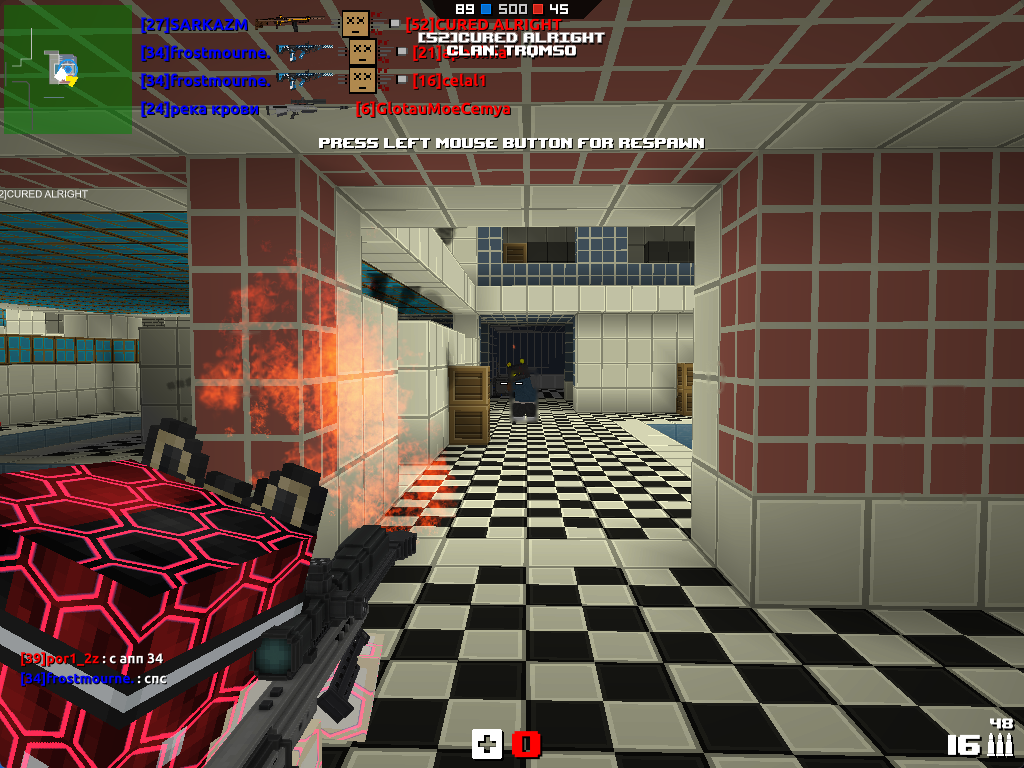 89 500 45
[27]SARKAZM [52]CURED ALRIGHT
[52]CURED ALRIGHT
[34]frostmourne.
CLAN: TRQMSO
[34]frostmourne. [16]celal1
[24]река крови [6]GlotauMoeCemya
PRESS LEFT MOUSE BUTTON FOR RESPAWN
2]CURED ALRIGHT
[39]por1_2z : с апп 34
[34]frostmourne. : спс
48
16
0